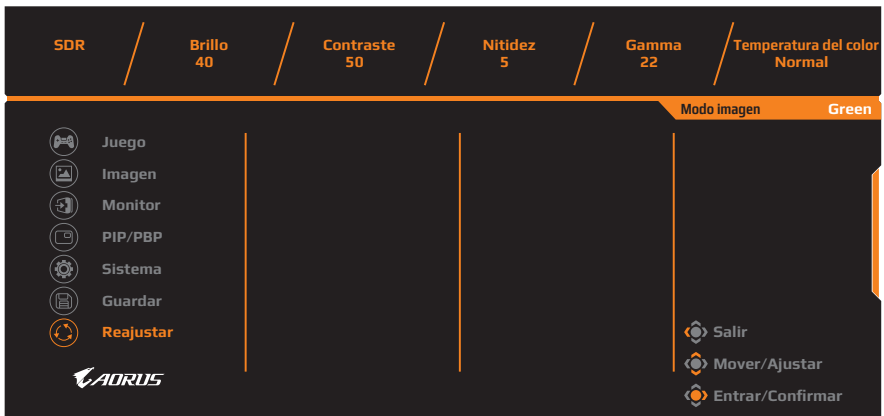 SDR
Brillo
40
Contraste
50
Nitidez
5
Gamma
22
Temperatura del color
Normal
Modo imagen Green
Juego
Imagen
Monitor
PIP/PBP
Sistema
Guardar
Reajustar
AORUS
Salir
Mover/Ajustar
Entrar/Confirmar